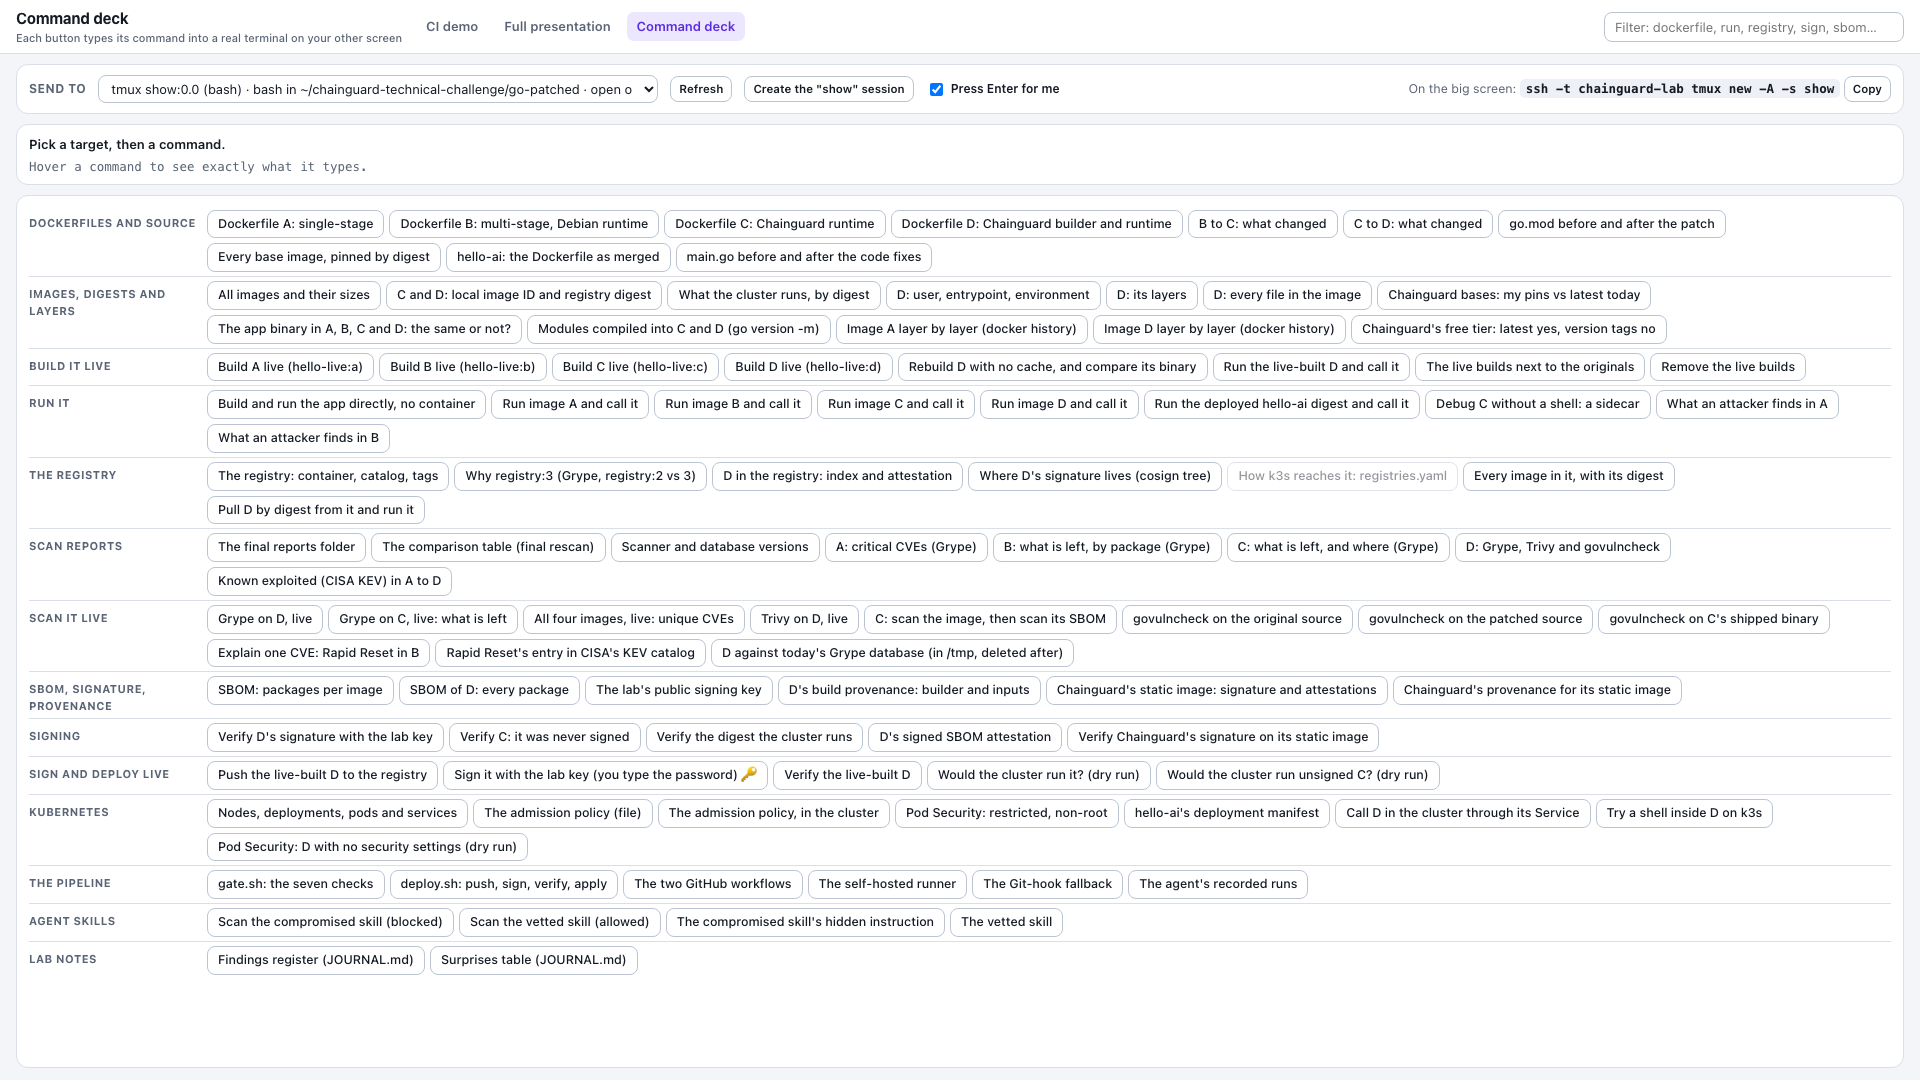 Command deck
Each button types its command into a real terminal on your other screen
CI demo
Full presentation
Command deck
Filter: dockerfile, run, registry, sign, sbom...
SEND TO
tmux show:0.0 (bash) · bash in ~/chainguard-technical-challenge/go-patched · open o
Refresh
Create the "show" session
Press Enter for me
On the big screen: ssh -t chainguard-lab tmux new -A -s show
Copy
Pick a target, then a command.
Hover a command to see exactly what it types.
DOCKERFILES AND SOURCE
Dockerfile A: single-stage
Dockerfile B: multi-stage, Debian runtime
Dockerfile C: Chainguard runtime
Dockerfile D: Chainguard builder and runtime
B to C: what changed
C to D: what changed
go.mod before and after the patch
Every base image, pinned by digest
hello-ai: the Dockerfile as merged
main.go before and after the code fixes
IMAGES, DIGESTS AND
LAYERS
All images and their sizes
C and D: local image ID and registry digest
What the cluster runs, by digest
D: user, entrypoint, environment
D: its layers
D: every file in the image
Chainguard bases: my pins vs latest today
The app binary in A, B, C and D: the same or not?
Modules compiled into C and D (go version -m)
Image A layer by layer (docker history)
Image D layer by layer (docker history)
Chainguard's free tier: latest yes, version tags no
BUILD IT LIVE
Build A live (hello-live:a)
Build B live (hello-live:b)
Build C live (hello-live:c)
Build D live (hello-live:d)
Rebuild D with no cache, and compare its binary
Run the live-built D and call it
The live builds next to the originals
Remove the live builds
RUN IT
Build and run the app directly, no container
Run image A and call it
Run image B and call it
Run image C and call it
Run image D and call it
Run the deployed hello-ai digest and call it
Debug C without a shell: a sidecar
What an attacker finds in A
What an attacker finds in B
THE REGISTRY
The registry: container, catalog, tags
Why registry:3 (Grype, registry:2 vs 3)
D in the registry: index and attestation
Where D's signature lives (cosign tree)
How k3s reaches it: registries.yaml
Every image in it, with its digest
Pull D by digest from it and run it
SCAN REPORTS
The final reports folder
The comparison table (final rescan)
Scanner and database versions
A: critical CVEs (Grype)
B: what is left, by package (Grype)
C: what is left, and where (Grype)
D: Grype, Trivy and govulncheck
Known exploited (CISA KEV) in A to D
SCAN IT LIVE
Grype on D, live
Grype on C, live: what is left
All four images, live: unique CVEs
Trivy on D, live
C: scan the image, then scan its SBOM
govulncheck on the original source
govulncheck on the patched source
govulncheck on C's shipped binary
Explain one CVE: Rapid Reset in B
Rapid Reset's entry in CISA's KEV catalog
D against today's Grype database (in /tmp, deleted after)
SBOM, SIGNATURE,
PROVENANCE
SBOM: packages per image
SBOM of D: every package
The lab's public signing key
D's build provenance: builder and inputs
Chainguard's static image: signature and attestations
Chainguard's provenance for its static image
SIGNING
Verify D's signature with the lab key
Verify C: it was never signed
Verify the digest the cluster runs
D's signed SBOM attestation
Verify Chainguard's signature on its static image
SIGN AND DEPLOY LIVE
Push the live-built D to the registry
Sign it with the lab key (you type the password) 🔑
Verify the live-built D
Would the cluster run it? (dry run)
Would the cluster run unsigned C? (dry run)
KUBERNETES
Nodes, deployments, pods and services
The admission policy (file)
The admission policy, in the cluster
Pod Security: restricted, non-root
hello-ai's deployment manifest
Call D in the cluster through its Service
Try a shell inside D on k3s
Pod Security: D with no security settings (dry run)
THE PIPELINE
gate.sh: the seven checks
deploy.sh: push, sign, verify, apply
The two GitHub workflows
The self-hosted runner
The Git-hook fallback
The agent's recorded runs
AGENT SKILLS
Scan the compromised skill (blocked)
Scan the vetted skill (allowed)
The compromised skill's hidden instruction
The vetted skill
LAB NOTES
Findings register (JOURNAL.md)
Surprises table (JOURNAL.md)